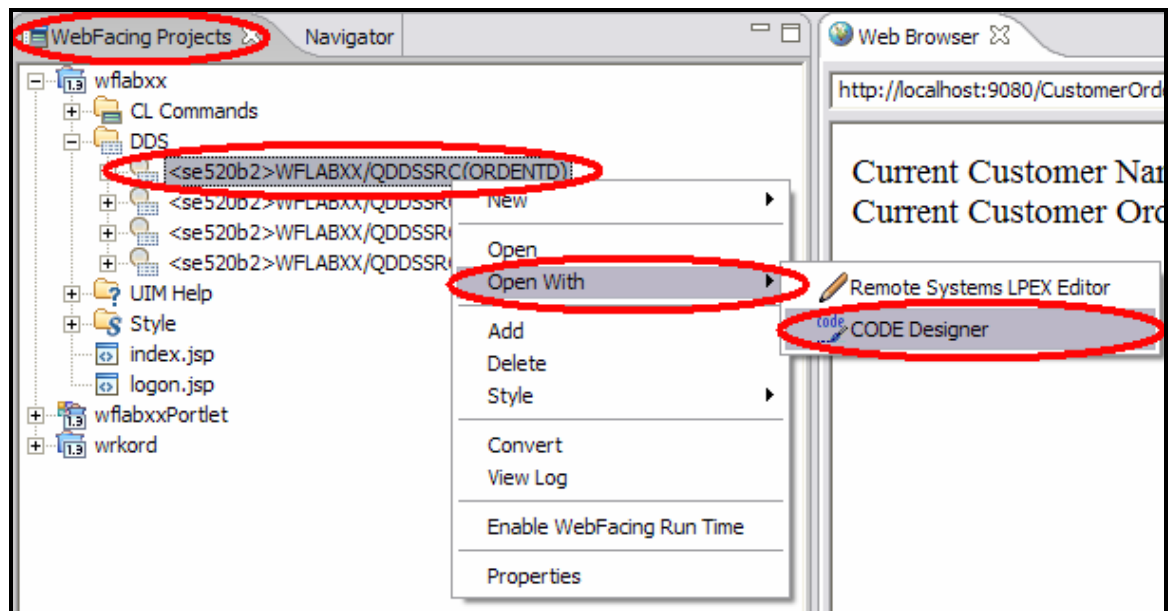 WebFacing Projects
Navigator
Web Browser
wflabxx
http://localhost:9080/CustomerOrd
CL Commands
DDS
<se520b2>WFLABXX/QDDSSRC(ORDENTD)
Current Customer Nar
<se520b2>WFLABXX/QDDSSR
New
Current Customer Ord
<se520b2>WFLABXX/QDDSSR
Open
<se520b2>WFLABXX/QDDSSR
Open With
Remote Systems LPEX Editor
UIM Help
code
CODE Designer
Style
Add
index.jsp
Delete
logon.jsp
Style
wflabxxPortlet
wrkord
Convert
View Log
Enable WebFacing Run Time
Properties